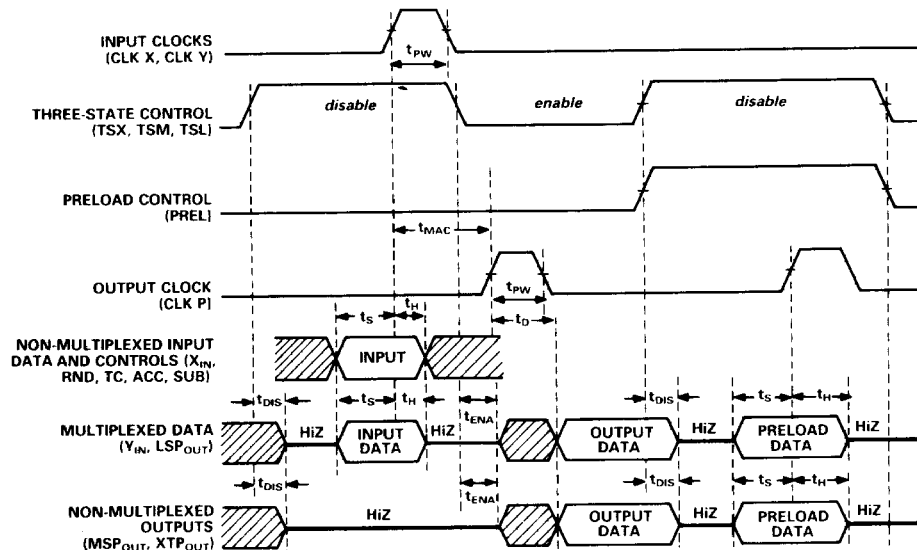 INPUT CLOCKS
(CLK X, CLK Y)
tPW
THREE-STATE CONTROL
(TSX, TSM, TSL)
disable
enable
disable
PRELOAD CONTROL
(PREL)
tMAC
OUTPUT CLOCK
(CLK P)
tPW
tS
tH
tD
NON-MULTIPLEXED INPUT
DATA AND CONTROLS (XIN,
RND, TC, ACC, SUB)
INPUT
tDIS
tS
tH
tENA
tDIS
tS
tH
MULTIPLEXED DATA
(YIN, LSPOUT)
HiZ
INPUT
DATA
HiZ
OUTPUT
DATA
HiZ
PRELOAD
DATA
HiZ
tDIS
tENA
tDIS
tS
tH
NON-MULTIPLEXED
OUTPUTS
(MSPOUT, XTPOUT)
HiZ
OUTPUT
DATA
HiZ
PRELOAD
DATA
HiZ